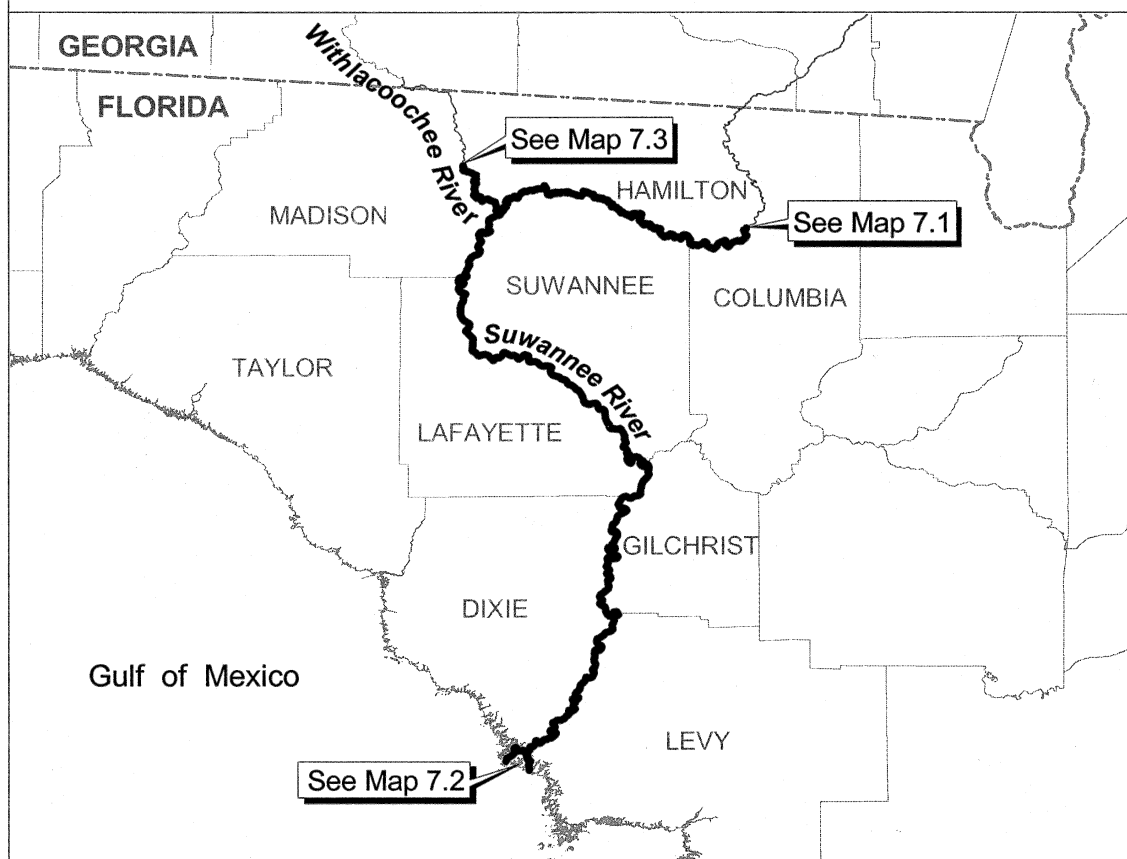 GEORGIA
FLORIDA
Withlacoochee River
See Map 7.3
HAMILTON
MADISON
See Map 7.1
SUWANNEE
COLUMBIA
Suwannee River
TAYLOR
LAFAYETTE
GILCHRIST
DIXIE
Gulf of Mexico
LEVY
See Map 7.2